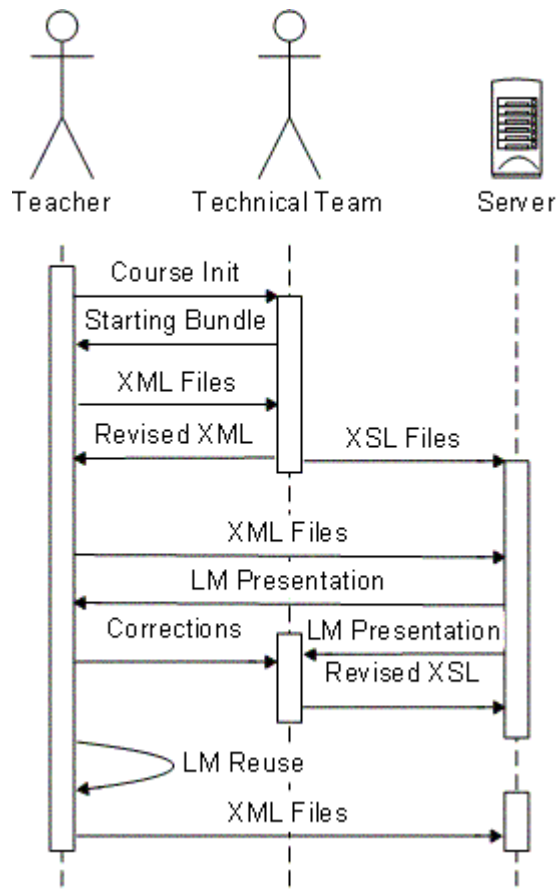 Teacher
Technical Team
Server
Course Init
Starting Bundle
XML Files
Revised XML
XSL Files
XML Files
LM Presentation
Corrections
LM Presentation
Revised XSL
LM Reuse
XML Files